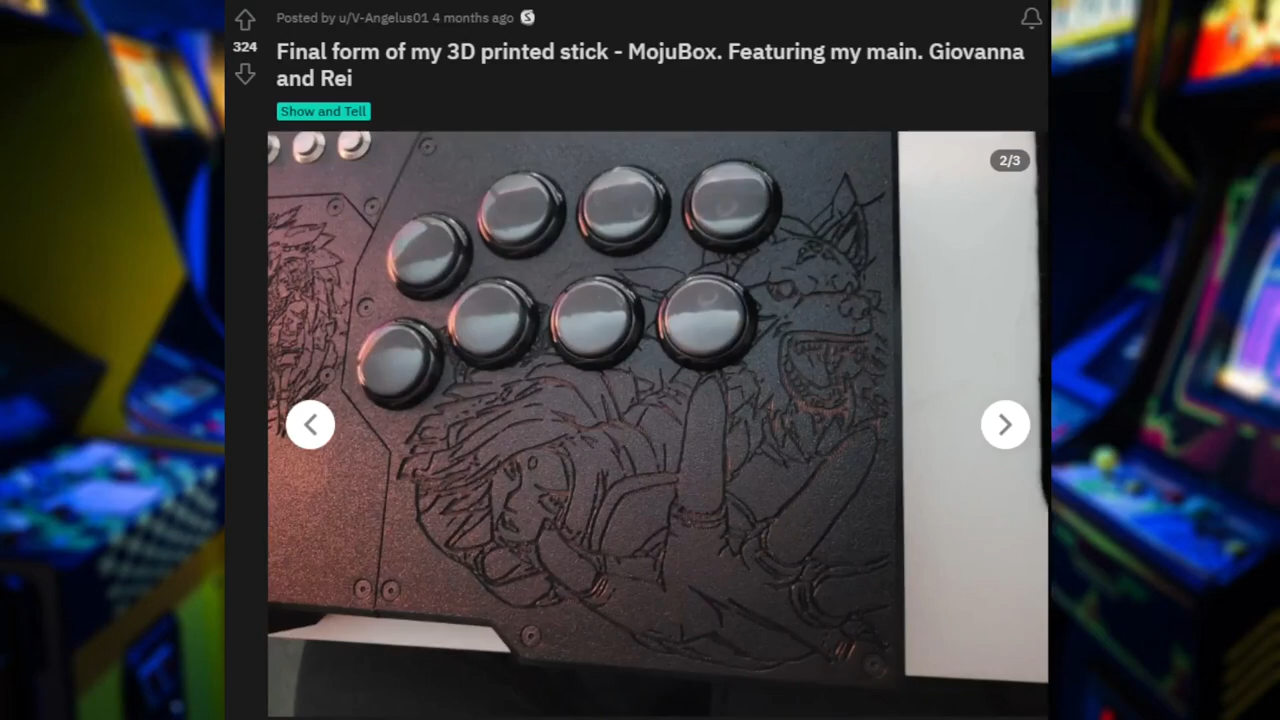 Posted by u/V-Angelus01 4 months ago
324
Final form of my 3D printed stick - MojuBox. Featuring my main. Giovanna
and Rei
Show and Tell
2/3